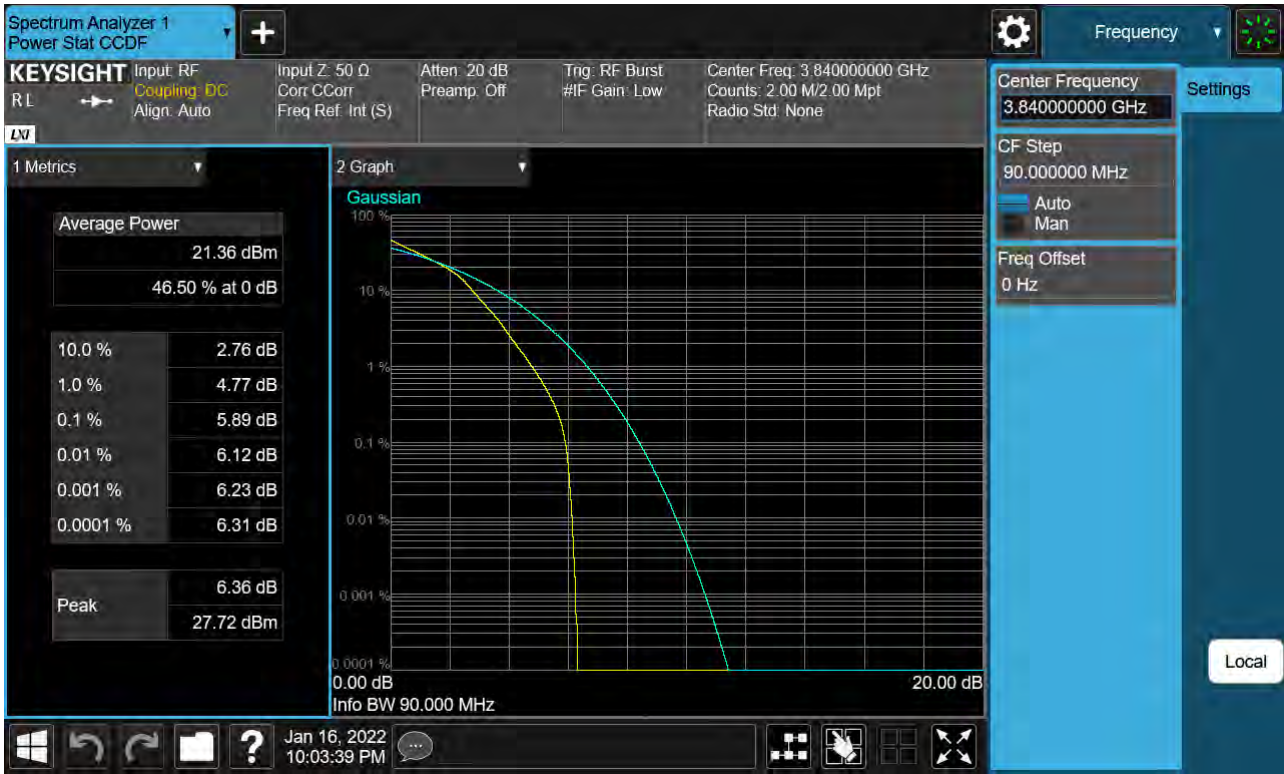 Spectrum Analyzer 1
Power Stat CCDF
+
Frequency
KEYSIGHT
RL
LXI
Input: RF
Coupling: DC
Align: Auto
Input Z: 50 Ω
Corr CCorr
Freq Ref: Int (S)
Atten: 20 dB
Preamp: Off
Trig: RF Burst
#IF Gain: Low
Center Freq: 3.840000000 GHz
Counts: 2.00 M/2.00 Mpt
Radio Std: None
Center Frequency
3.840000000 GHz
Settings
CF Step
90.000000 MHz
Auto
Man
Freq Offset
0 Hz
1 Metrics
Average Power
21.36 dBm
46.50 % at 0 dB
10.0 % 2.76 dB
1.0 % 4.77 dB
0.1 % 5.89 dB
0.01 % 6.12 dB
0.001 % 6.23 dB
0.0001 % 6.31 dB
Peak
6.36 dB
27.72 dBm
2 Graph
Gaussian
100 %
10 %
1 %
0.1 %
0.01 %
0.001 %
0.0001 %
0.00 dB
20.00 dB
Info BW 90.000 MHz
Local
?
Jan 16, 2022
10:03:39 PM